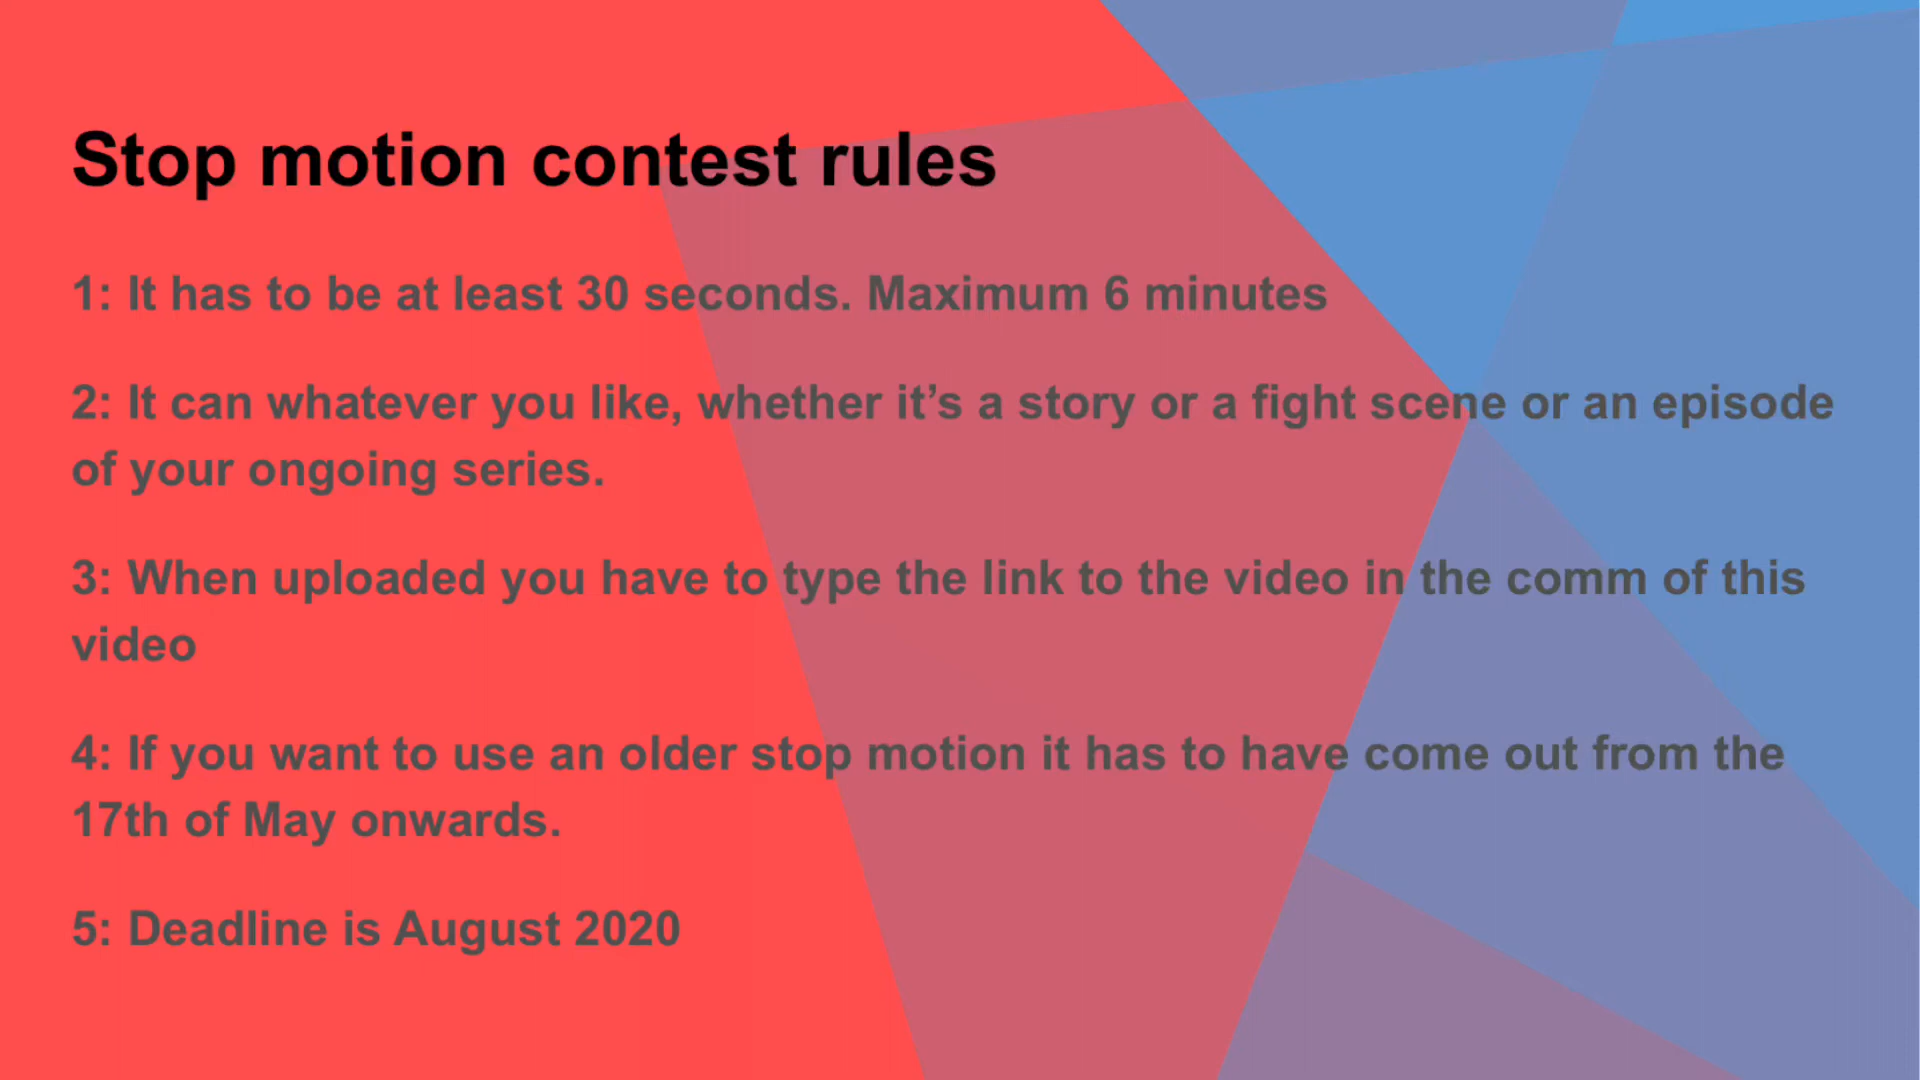 Stop motion contest rules
1: It has to be at least 30 seconds. Maximum 6 minutes
2: It can whatever you like, whether it’s a story or a fight scene or an episode
of your ongoing series.
3: When uploaded you have to type the link to the video in the comm of this
video
4: If you want to use an older stop motion it has to have come out from the
17th of May onwards.
5: Deadline is August 2020